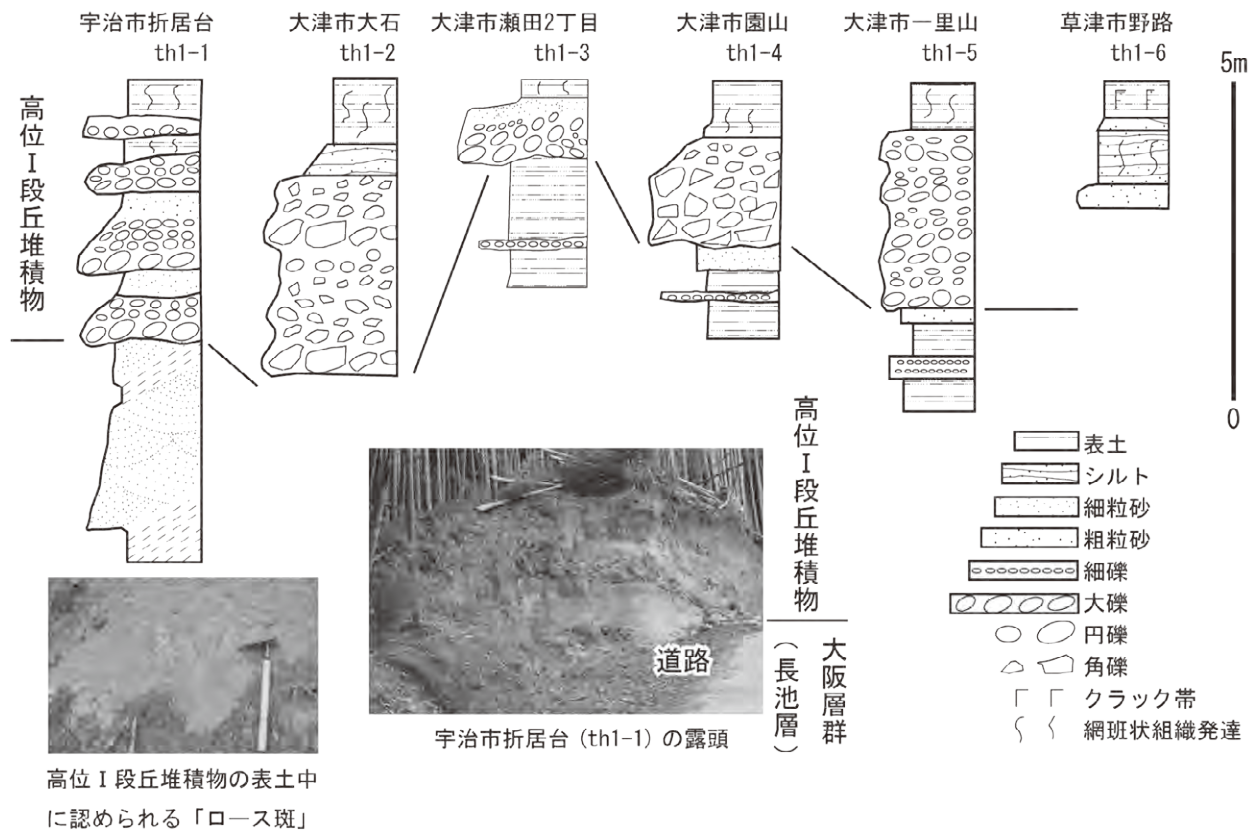 宇治市折居台
th1-1
大津市大石
th1-2
大津市瀬田2丁目
th1-3
大津市園山
th1-4
大津市一里山
th1-5
草津市野路
th1-6
5m
0
高位Ⅰ段丘堆積物
表土
シルト
細粒砂
粗粒砂
細礫
大礫
円礫
角礫
クラック帯
網斑状組織発達
高位Ⅰ段丘堆積物
大阪層群
(長池層)
道路
宇治市折居台(th1-1)の露頭
高位Ⅰ段丘堆積物の表土中
に認められる「ロース斑」